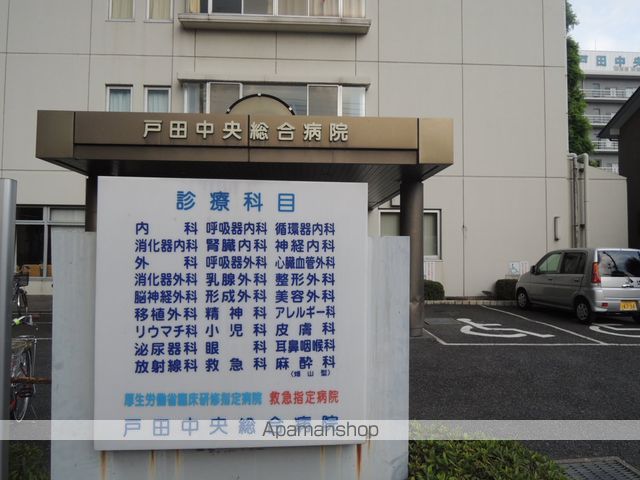 戸田中央
戸田中央総合病院
診療科目
内科 呼吸器内科 循環器内科
消化器内科 腎臓内科 神経内科
外科 呼吸器外科 心臓血管外科
消化器外科 乳腺外科 整形外科
脳神経外科 形成外科 美容外科
移植外科 精神科 アレルギー科
リウマチ科 小児科 皮膚科
泌尿器科 眼科 耳鼻咽喉科
放射線科 救急科 麻酔科
厚生労働省臨床研修指定病院 救急指定病院
戸田中央総合病院
Apamanshop